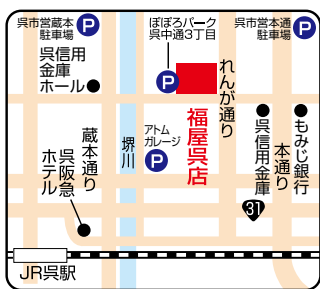 呉市営蔵本
駐車場
P
ぽぽろパーク
呉中通3丁目
P
呉市営本通
駐車場
P
呉信用
金庫
ホール
れんが通り
福屋呉店
アトム
ガレージ
P
堺川
蔵本通り
呉阪急
ホテル
呉信用金庫
本通り
もみじ銀行
31
JR呉駅